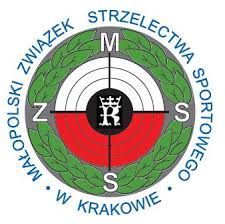 MAŁOPOLSKI ZWIĄZEK STRZELECTWA SPORTOWEGO
• W KRAKOWIE •
M
Z S
S
K